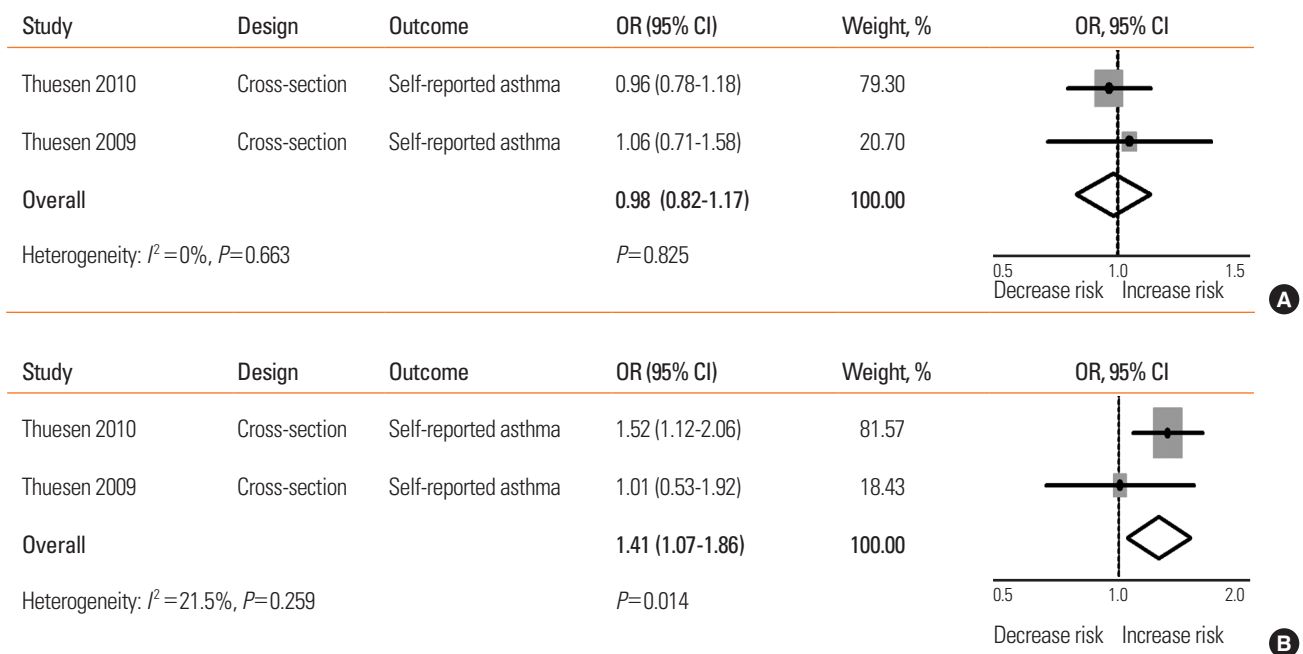 Study Design Outcome OR (95% CI) Weight, % OR, 95% CI
Thuesen 2010 Cross-section Self-reported asthma 0.96 (0.78-1.18) 79.30
Thuesen 2009 Cross-section Self-reported asthma 1.06 (0.71-1.58) 20.70
Overall 0.98 (0.82-1.17) 100.00
Heterogeneity: I²=0%, P=0.663 P=0.825
0.5 1.0 1.5
Decrease risk Increase risk
A
Study Design Outcome OR (95% CI) Weight, % OR, 95% CI
Thuesen 2010 Cross-section Self-reported asthma 1.52 (1.12-2.06) 81.57
Thuesen 2009 Cross-section Self-reported asthma 1.01 (0.53-1.92) 18.43
Overall 1.41 (1.07-1.86) 100.00
Heterogeneity: I²=21.5%, P=0.259 P=0.014
0.5 1.0 2.0
Decrease risk Increase risk
B